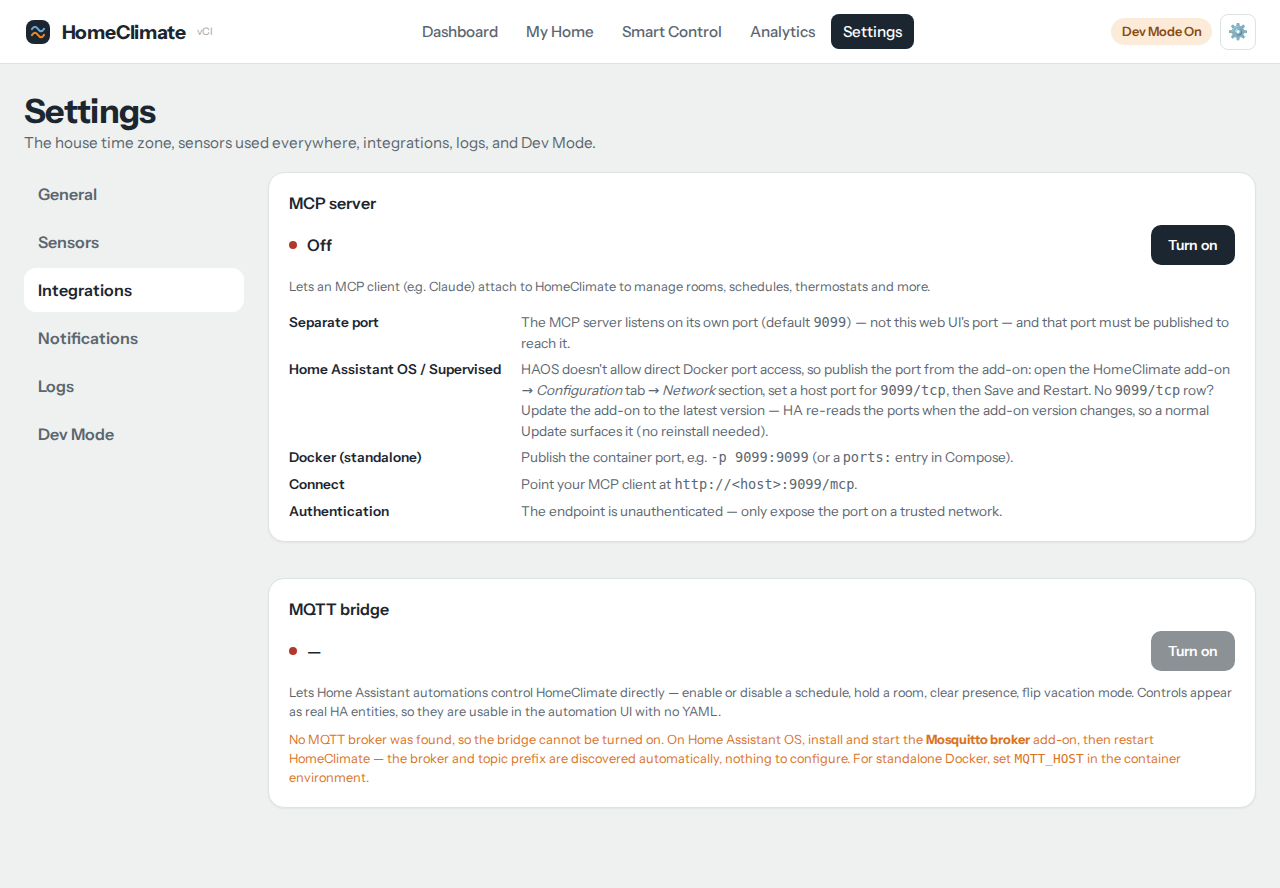 HomeClimate vCI
Dashboard
My Home
Smart Control
Analytics
Settings
Dev Mode On
Settings
The house time zone, sensors used everywhere, integrations, logs, and Dev Mode.
General
Sensors
Integrations
Notifications
Logs
Dev Mode
MCP server
Off
Turn on
Lets an MCP client (e.g. Claude) attach to HomeClimate to manage rooms, schedules, thermostats and more.
Separate port
The MCP server listens on its own port (default 9099) — not this web UI's port — and that port must be published to
reach it.
Home Assistant OS / Supervised
HAOS doesn't allow direct Docker port access, so publish the port from the add-on: open the HomeClimate add-on
→ Configuration tab → Network section, set a host port for 9099/tcp, then Save and Restart. No 9099/tcp row?
Update the add-on to the latest version — HA re-reads the ports when the add-on version changes, so a normal
Update surfaces it (no reinstall needed).
Docker (standalone)
Publish the container port, e.g. -p 9099:9099 (or a ports: entry in Compose).
Connect
Point your MCP client at http://<host>:9099/mcp.
Authentication
The endpoint is unauthenticated — only expose the port on a trusted network.
MQTT bridge
—
Turn on
Lets Home Assistant automations control HomeClimate directly — enable or disable a schedule, hold a room, clear presence, flip vacation mode. Controls appear
as real HA entities, so they are usable in the automation UI with no YAML.
No MQTT broker was found, so the bridge cannot be turned on. On Home Assistant OS, install and start the Mosquitto broker add-on, then restart
HomeClimate — the broker and topic prefix are discovered automatically, nothing to configure. For standalone Docker, set MQTT_HOST in the container
environment.